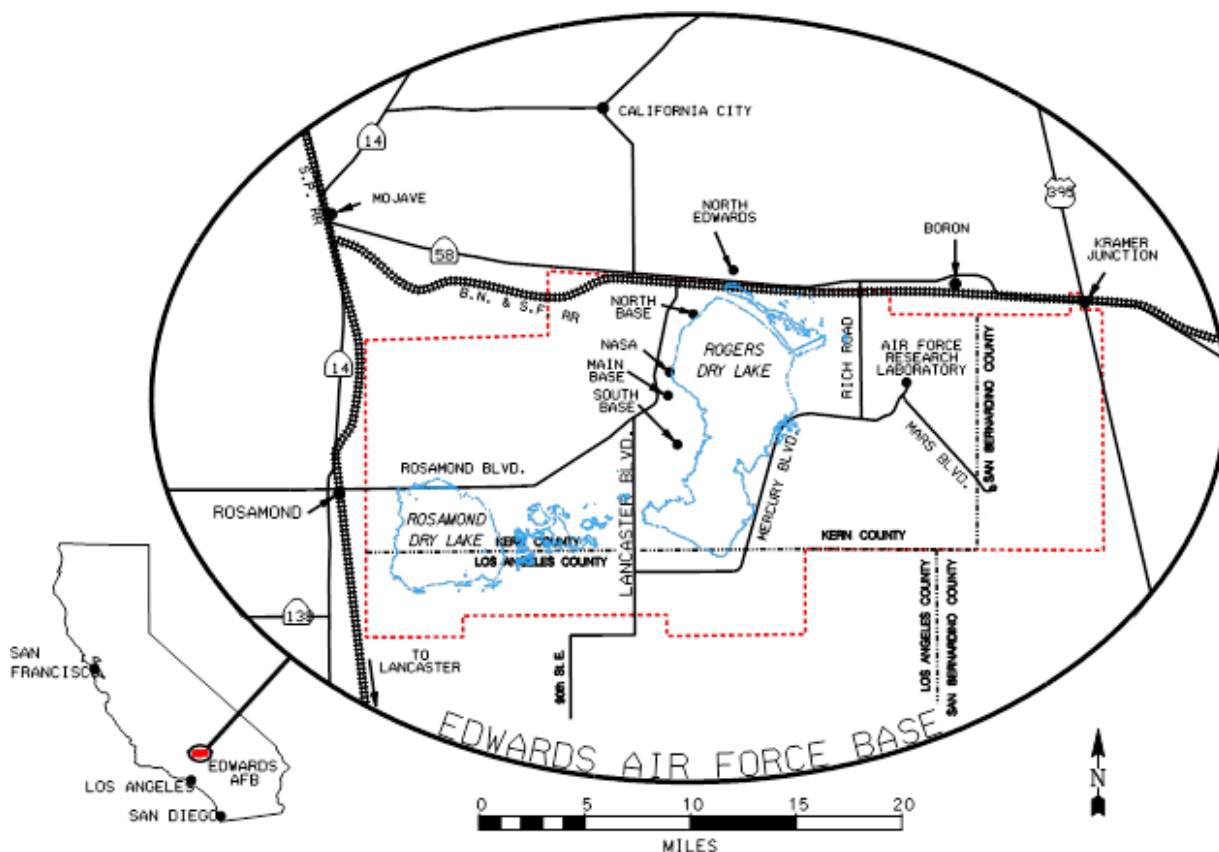 CALIFORNIA CITY
14
S.P. RR
MOJAVE
395
NORTH
EDWARDS
BORON
KRAMER
JUNCTION
58
B.N. & S.F. RR
NORTH
BASE
NASA
MAIN
BASE
SOUTH
BASE
ROGERS
DRY LAKE
RICH ROAD
AIR FORCE
RESEARCH
LABORATORY
SAN BERNARDINO COUNTY
14
MARS BLVD.
ROSAMOND BLVD.
LANCASTER BLVD.
MERCURY BLVD.
ROSAMOND
ROSAMOND
DRY LAKE
KERN COUNTY
LOS ANGELES COUNTY
KERN COUNTY
LOS ANGELES COUNTY
SAN BERNARDINO COUNTY
138
TO
LANCASTER
90th St. E.
EDWARDS AIR FORCE BASE
SAN
FRANCISCO
EDWARDS
AFB
LOS ANGELES
SAN DIEGO
N
0 5 10 15 20
MILES